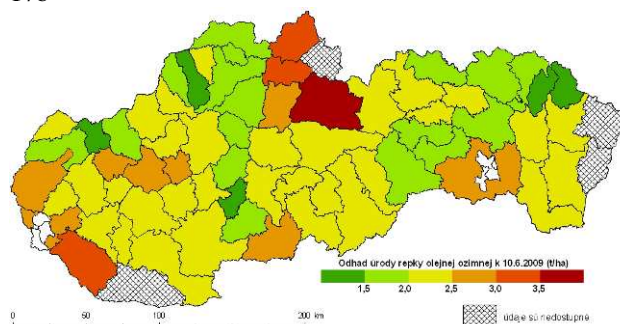 Odhad úrody repky olejnej ozimnej k 10.6.2009 (t/ha)
1,5 2,0 2,5 3,0 3,5
0 50 100 200 km
údaje sú nedostupné